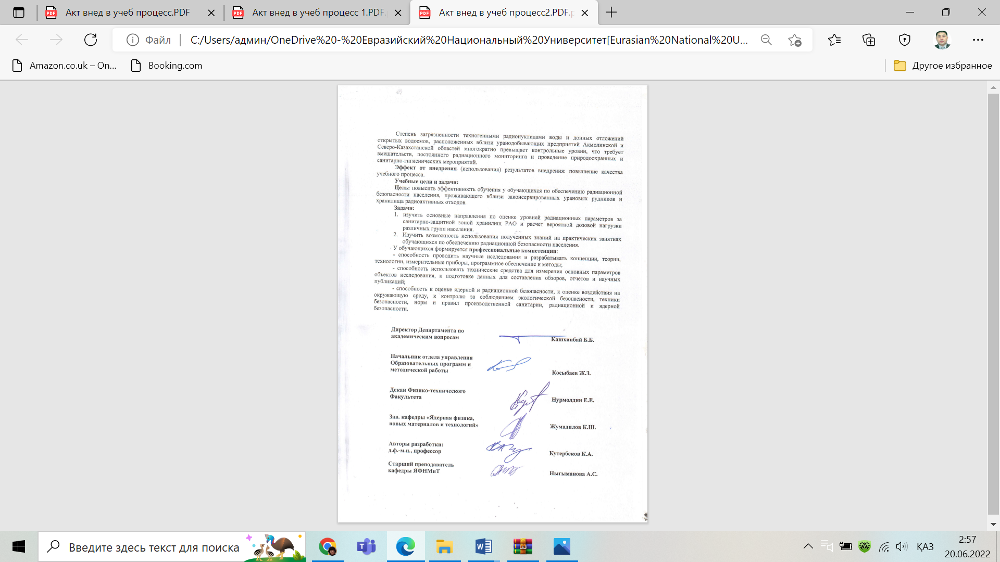 Акт внед в учеб процесс.PDF
Акт внед в учеб процесс 1.PDF.
Акт внед в учеб процесс2.PDF.p
Файл
C:/Users/админ/OneDrive%20-%20Евразийский%20Национальный%20Университет[Eurasian%20National%20U...
Amazon.co.uk – On...
Booking.com
Другое избранное
Степень загрязненности техногенными радионуклидами воды и донных отложений
открытых водоемов, расположенных вблизи уранодобывающих предприятий Акмолинской и
Северо-Казахстанской областей многократно превышает контрольные уровни, что требует
вмешательств, постоянного радиационного мониторинга и проведение природоохранных и
санитарно-гигиенических мероприятий.
Эффект от внедрения (использования) результатов внедрения: повышение качества
учебного процесса.
Учебные цели и задачи:
Цель: повысить эффективность обучения у обучающихся по обеспечению радиационной
безопасности населения, проживающего вблизи законсервированных урановых рудников и
хранилища радиоактивных отходов.
Задачи:
1. изучить основные направления по оценке уровней радиационных параметров за
санитарно-защитной зоной хранилищ РАО и расчет вероятной дозовой нагрузки
различных групп населения.
2. Изучить возможность использования полученных знаний на практических занятиях
обучающихся по обеспечению радиационной безопасности населения.
У обучающихся формируется профессиональные компетенции:
- способность проводить научные исследования и разрабатывать концепции, теории,
технологии, измерительные приборы, программное обеспечение и методы;
- способность использовать технические средства для измерения основных параметров
объектов исследования, к подготовке данных для составления обзоров, отчетов и научных
публикаций;
- способность к оценке ядерной и радиационной безопасности, к оценке воздействия на
окружающую среду, к контролю за соблюдением экологической безопасности, техники
безопасности, норм и правил производственной санитарии, радиационной и ядерной
безопасности.
Директор Департамента по
академическим вопросам
Кашхинбай Б.Б.
Начальник отдела управления
Образовательных программ и
методической работы
Косыбаев Ж.З.
Декан Физико-технического
Факультета
Нурмолдин Е.Е.
Зав. кафедры «Ядерная физика,
новых материалов и технологий»
Жумадилов К.Ш.
Авторы разработки:
д.ф.-м.н., профессор
Кутербеков К.А.
Старший преподаватель
кафедры ЯФНМиТ
Ныгыманова А.С.
Введите здесь текст для поиска
ҚАЗ
2:57
20.06.2022